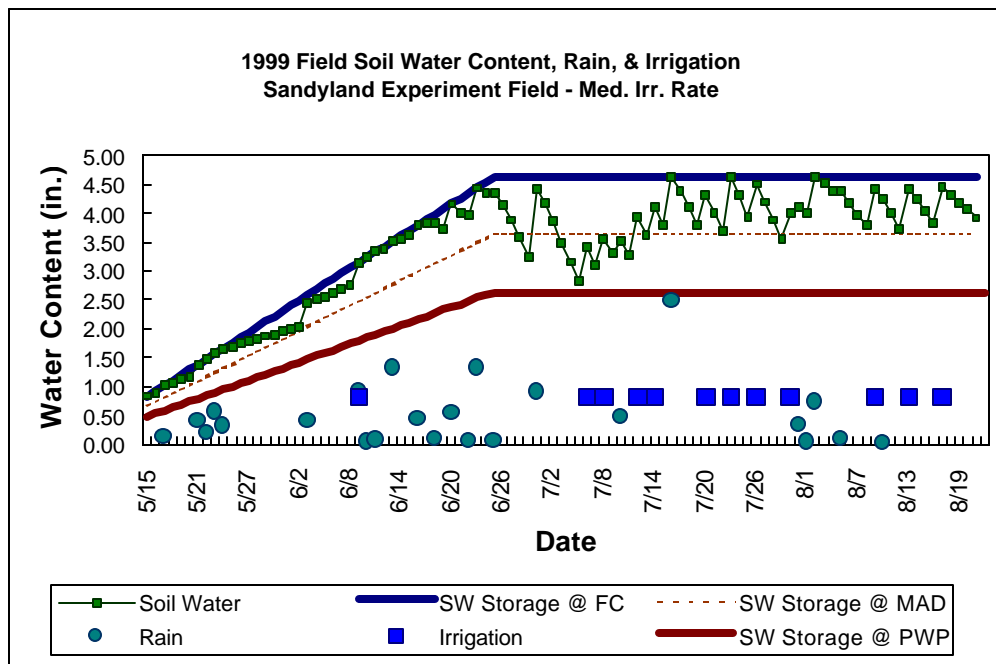 1999 Field Soil Water Content, Rain, & Irrigation
Sandyland Experiment Field - Med. Irr. Rate
Water Content (in.)
5.00
4.50
4.00
3.50
3.00
2.50
2.00
1.50
1.00
0.50
0.00
5/15 5/21 5/27 6/2 6/8 6/14 6/20 6/26 7/2 7/8 7/14 7/20 7/26 8/1 8/7 8/13 8/19
Date
Soil Water SW Storage @ FC SW Storage @ MAD
Rain Irrigation SW Storage @ PWP